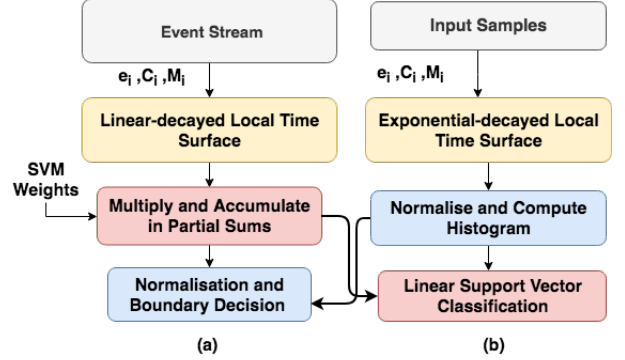 Event Stream
e_i ,C_i ,M_i
Linear-decayed Local Time
Surface
SVM
Weights
Multiply and Accumulate
in Partial Sums
Normalisation and
Boundary Decision
(a)
Input Samples
e_i ,C_i ,M_i
Exponential-decayed Local
Time Surface
Normalise and Compute
Histogram
Linear Support Vector
Classification
(b)